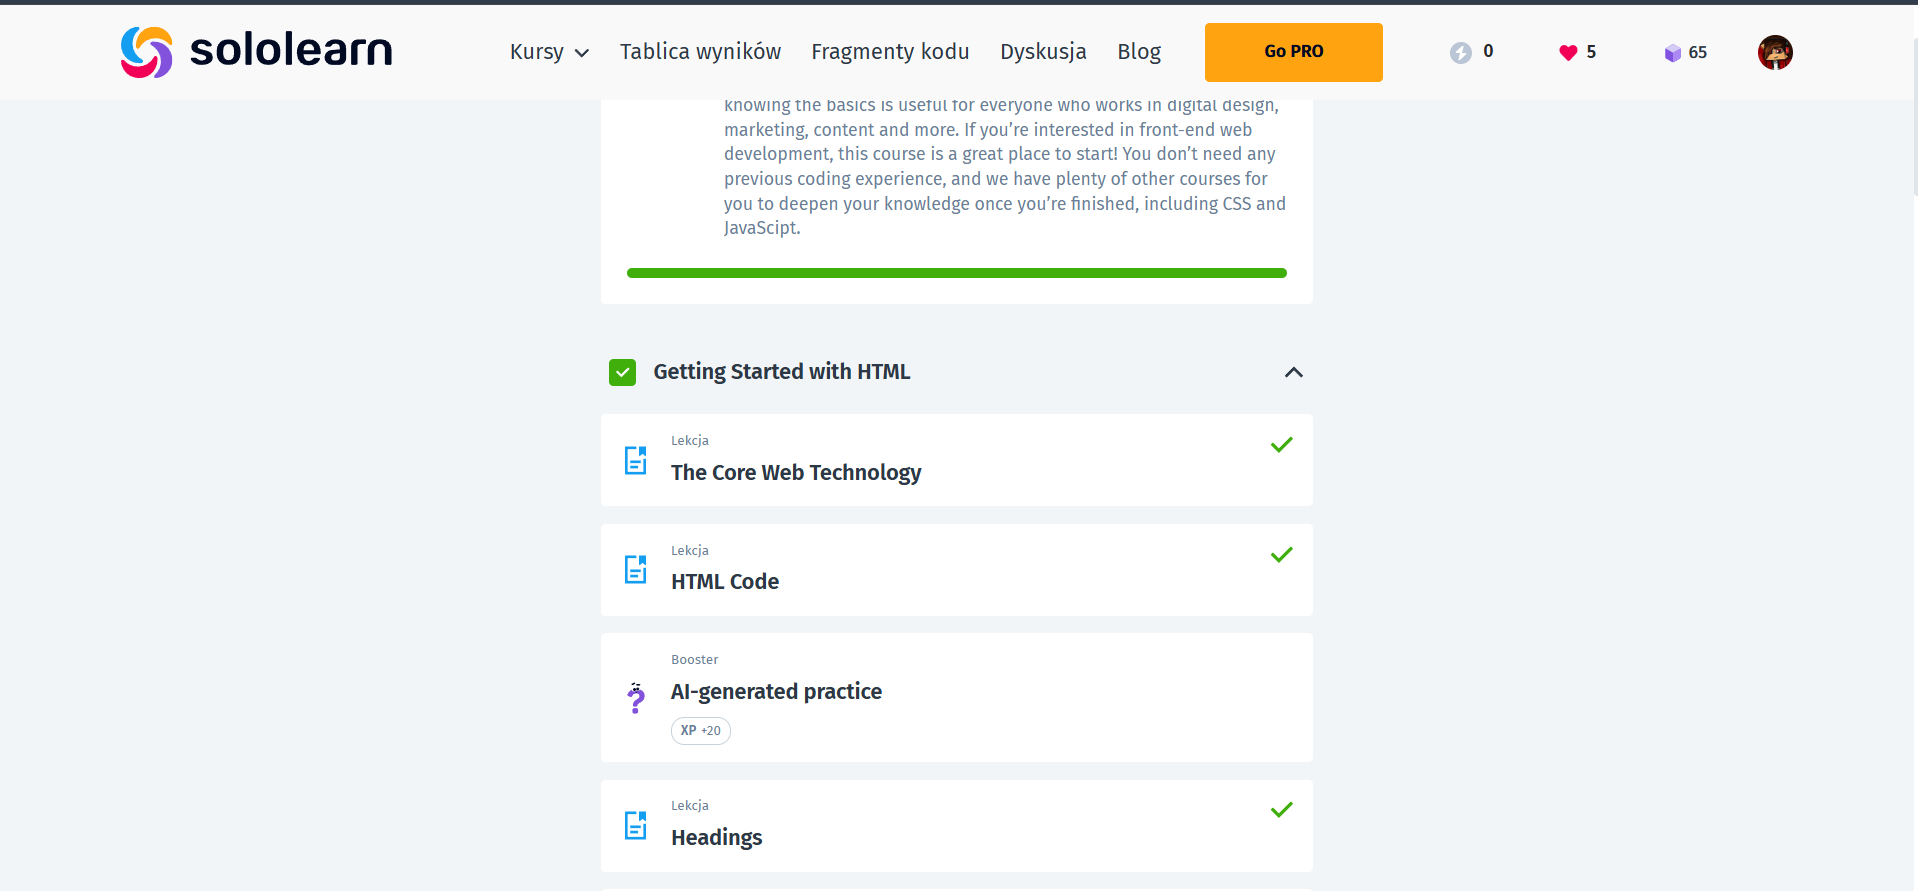 sololearn
Kursy
Tablica wyników
Fragmenty kodu
Dyskusja
Blog
Go PRO
0
5
65
knowing the basics is useful for everyone who works in digital design,
marketing, content and more. If you’re interested in front-end web
development, this course is a great place to start! You don’t need any
previous coding experience, and we have plenty of other courses for
you to deepen your knowledge once you’re finished, including CSS and
JavaScipt.
Getting Started with HTML
Lekcja
The Core Web Technology
Lekcja
HTML Code
Booster
AI-generated practice
XP +20
Lekcja
Headings